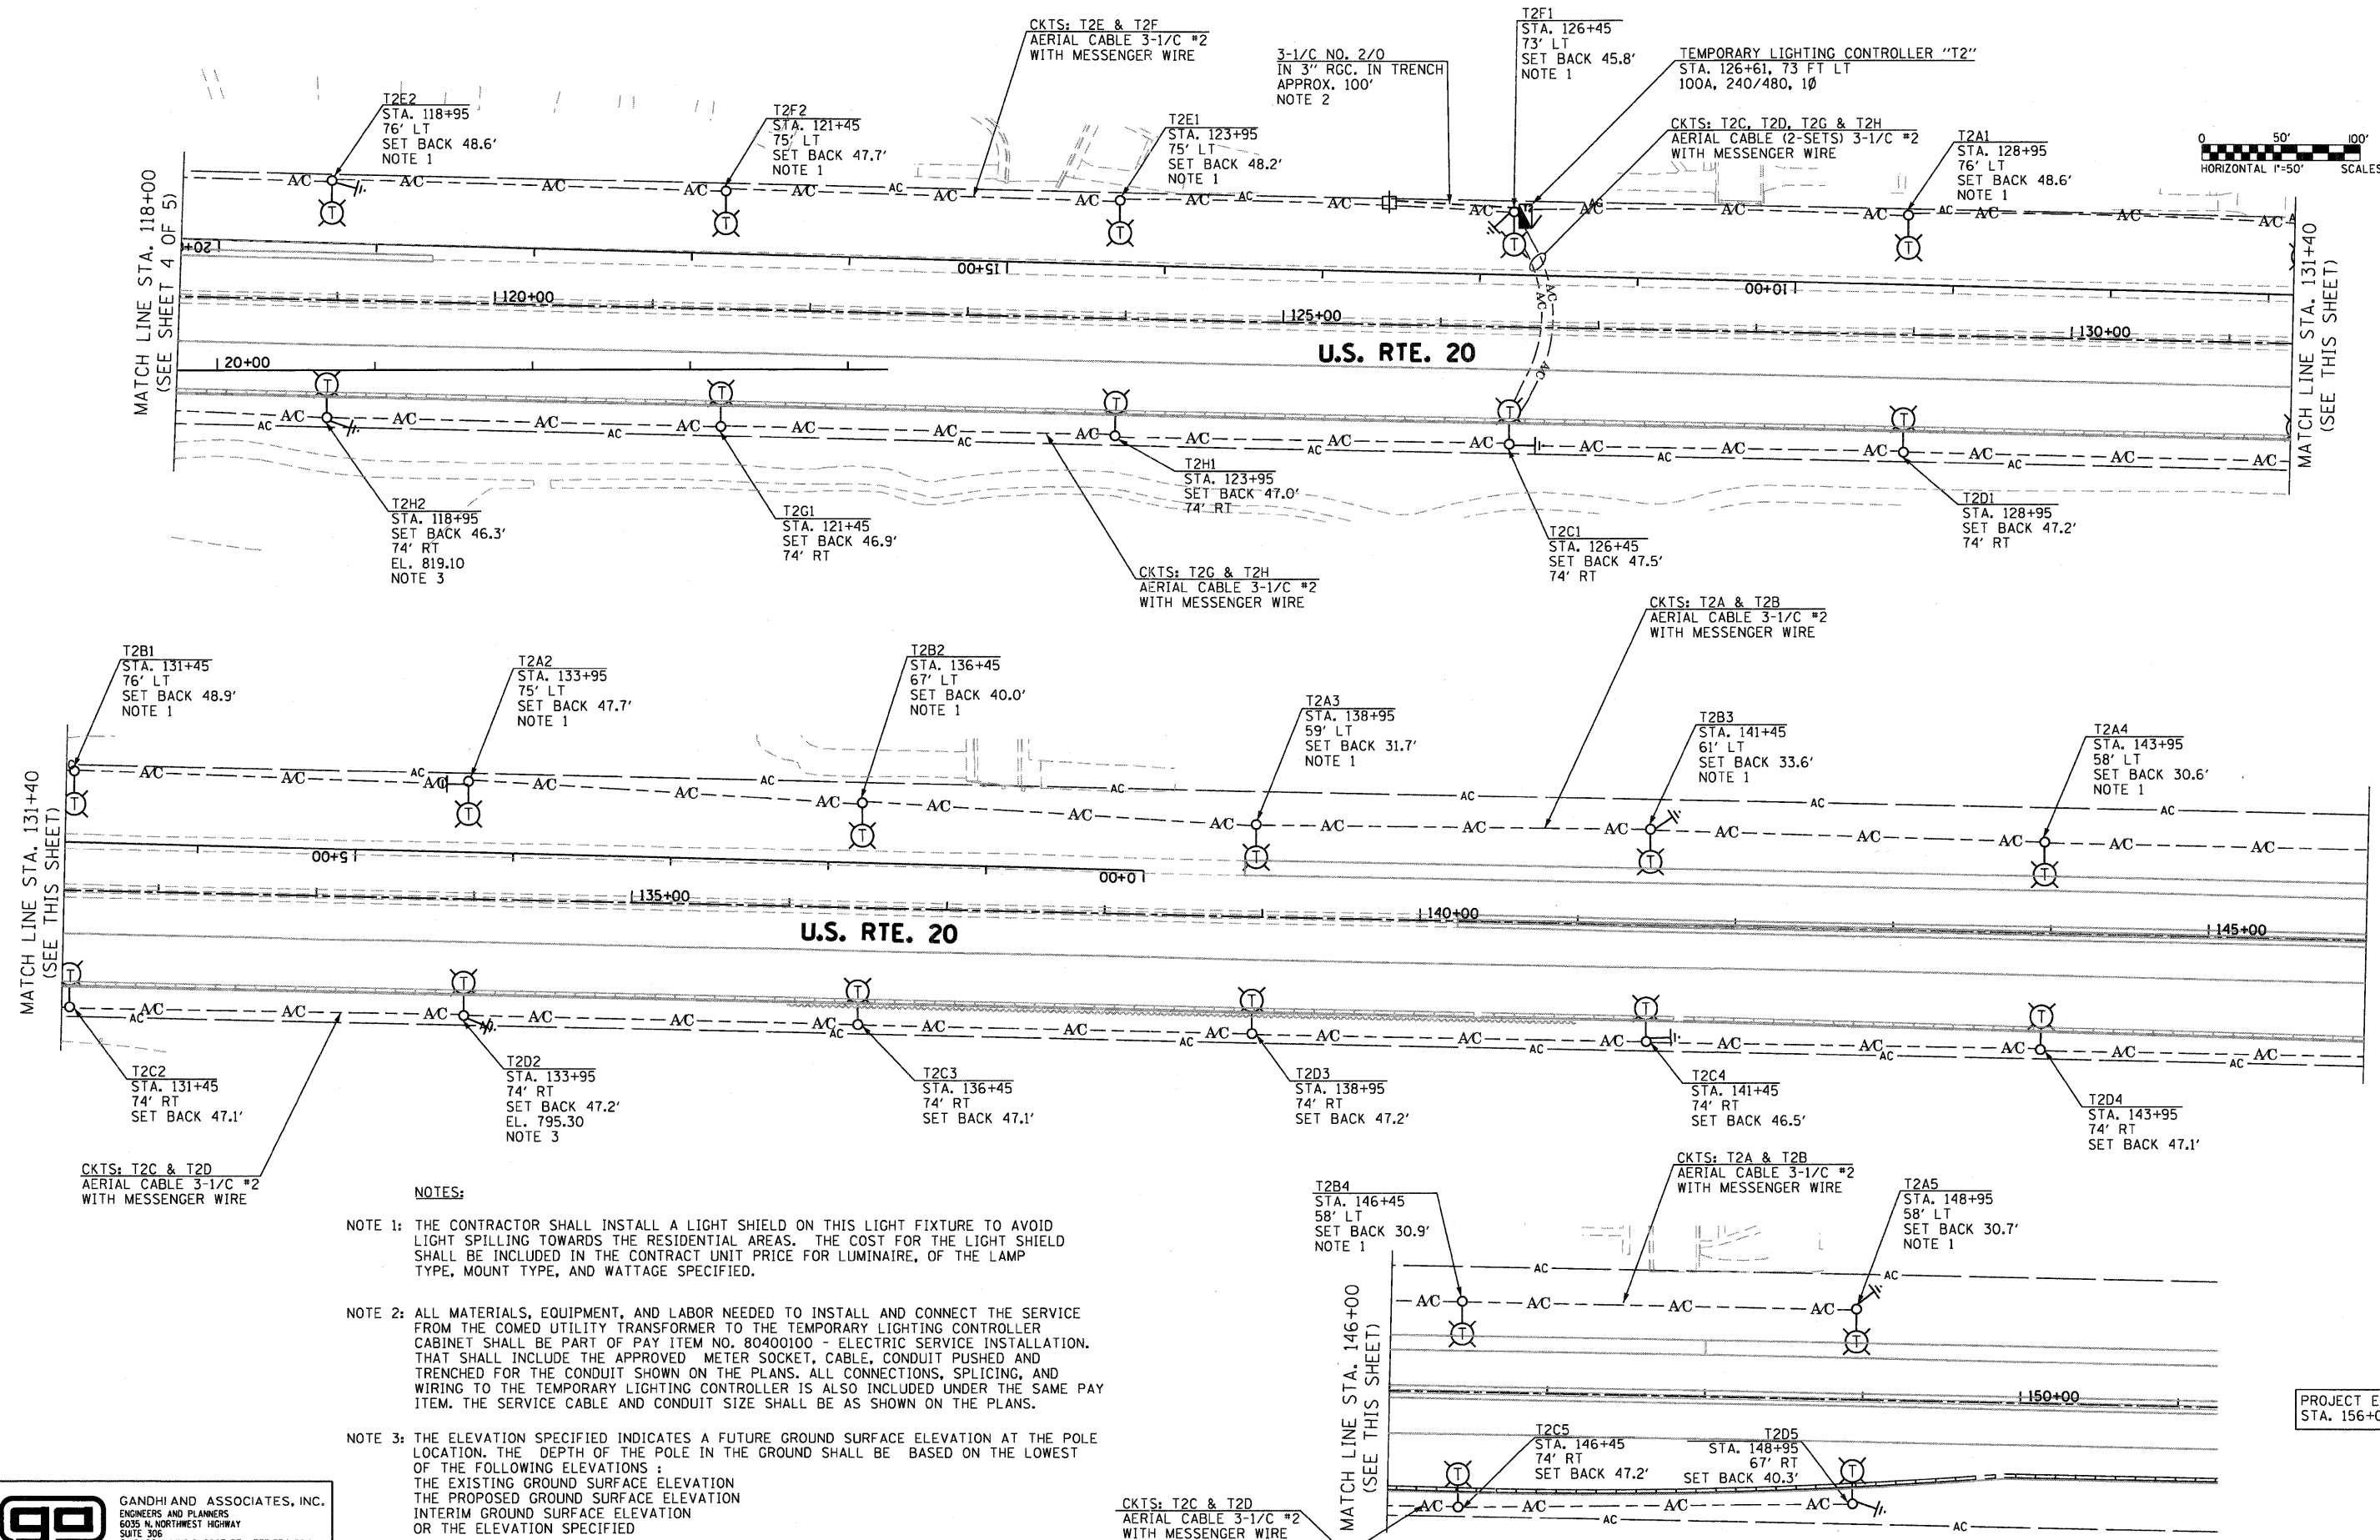 CKTS: T2E & T2F
AERIAL CABLE 3-1/C #2
WITH MESSENGER WIRE
3-1/C NO. 2/0
IN 3" RGC. IN TRENCH
APPROX. 100'
NOTE 2
T2F1
STA. 126+45
73' LT
SET BACK 45.8'
NOTE 1
TEMPORARY LIGHTING CONTROLLER "T2"
STA. 126+61, 73 FT LT
100A, 240/480, 1Ø
CKTS: T2C, T2D, T2G & T2H
AERIAL CABLE (2-SETS) 3-1/C #2
WITH MESSENGER WIRE
T2E2
STA. 118+95
76' LT
SET BACK 48.6'
NOTE 1
T2F2
STA. 121+45
75' LT
SET BACK 47.7'
NOTE 1
T2E1
STA. 123+95
75' LT
SET BACK 48.2'
NOTE 1
T2A1
STA. 128+95
76' LT
SET BACK 48.6'
NOTE 1
0 50' 100'
HORIZONTAL 1"=50' SCALES
MATCH LINE STA. 118+00
(SEE SHEET 4 OF 5)
15+00
10+00
120+00
125+00
130+00
20+00
U.S. RTE. 20
MATCH LINE STA. 131+40
(SEE THIS SHEET)
T2H2
STA. 118+95
SET BACK 46.3'
74' RT
EL. 819.10
NOTE 3
T2G1
STA. 121+45
SET BACK 46.9'
74' RT
T2H1
STA. 123+95
SET BACK 47.0'
74' RT
CKTS: T2G & T2H
AERIAL CABLE 3-1/C #2
WITH MESSENGER WIRE
T2C1
STA. 126+45
SET BACK 47.5'
74' RT
T2D1
STA. 128+95
SET BACK 47.2'
74' RT
CKTS: T2A & T2B
AERIAL CABLE 3-1/C #2
WITH MESSENGER WIRE
T2B1
STA. 131+45
76' LT
SET BACK 48.9'
NOTE 1
T2A2
STA. 133+95
75' LT
SET BACK 47.7'
NOTE 1
T2B2
STA. 136+45
67' LT
SET BACK 40.0'
NOTE 1
T2A3
STA. 138+95
59' LT
SET BACK 31.7'
NOTE 1
T2B3
STA. 141+45
61' LT
SET BACK 33.6'
NOTE 1
T2A4
STA. 143+95
58' LT
SET BACK 30.6'
NOTE 1
MATCH LINE STA. 131+40
(SEE THIS SHEET)
5+00
0+00
135+00
140+00
145+00
U.S. RTE. 20
T2C2
STA. 131+45
74' RT
SET BACK 47.1'
T2D2
STA. 133+95
74' RT
SET BACK 47.2'
EL. 795.30
NOTE 3
T2C3
STA. 136+45
74' RT
SET BACK 47.1'
T2D3
STA. 138+95
74' RT
SET BACK 47.2'
T2C4
STA. 141+45
74' RT
SET BACK 46.5'
T2D4
STA. 143+95
74' RT
SET BACK 47.1'
CKTS: T2C & T2D
AERIAL CABLE 3-1/C #2
WITH MESSENGER WIRE
NOTES:
NOTE 1: THE CONTRACTOR SHALL INSTALL A LIGHT SHIELD ON THIS LIGHT FIXTURE TO AVOID
LIGHT SPILLING TOWARDS THE RESIDENTIAL AREAS. THE COST FOR THE LIGHT SHIELD
SHALL BE INCLUDED IN THE CONTRACT UNIT PRICE FOR LUMINAIRE, OF THE LAMP
TYPE, MOUNT TYPE, AND WATTAGE SPECIFIED.
NOTE 2: ALL MATERIALS, EQUIPMENT, AND LABOR NEEDED TO INSTALL AND CONNECT THE SERVICE
FROM THE COMED UTILITY TRANSFORMER TO THE TEMPORARY LIGHTING CONTROLLER
CABINET SHALL BE PART OF PAY ITEM NO. 80400100 - ELECTRIC SERVICE INSTALLATION.
THAT SHALL INCLUDE THE APPROVED METER SOCKET, CABLE, CONDUIT PUSHED AND
TRENCHED FOR THE CONDUIT SHOWN ON THE PLANS. ALL CONNECTIONS, SPLICING, AND
WIRING TO THE TEMPORARY LIGHTING CONTROLLER IS ALSO INCLUDED UNDER THE SAME PAY
ITEM. THE SERVICE CABLE AND CONDUIT SIZE SHALL BE AS SHOWN ON THE PLANS.
NOTE 3: THE ELEVATION SPECIFIED INDICATES A FUTURE GROUND SURFACE ELEVATION AT THE POLE
LOCATION. THE DEPTH OF THE POLE IN THE GROUND SHALL BE BASED ON THE LOWEST
OF THE FOLLOWING ELEVATIONS :
THE EXISTING GROUND SURFACE ELEVATION
THE PROPOSED GROUND SURFACE ELEVATION
INTERIM GROUND SURFACE ELEVATION
OR THE ELEVATION SPECIFIED
CKTS: T2A & T2B
AERIAL CABLE 3-1/C #2
WITH MESSENGER WIRE
T2B4
STA. 146+45
58' LT
SET BACK 30.9'
NOTE 1
T2A5
STA. 148+95
58' LT
SET BACK 30.7'
NOTE 1
MATCH LINE STA. 146+00
(SEE THIS SHEET)
150+00
T2C5
STA. 146+45
74' RT
SET BACK 47.2'
T2D5
STA. 148+95
67' RT
SET BACK 40.3'
CKTS: T2C & T2D
AERIAL CABLE 3-1/C #2
WITH MESSENGER WIRE
PROJECT E
STA. 156+0
ga
GANDHI AND ASSOCIATES, INC.
ENGINEERS AND PLANNERS
6035 N. NORTHWEST HIGHWAY
SUITE 306